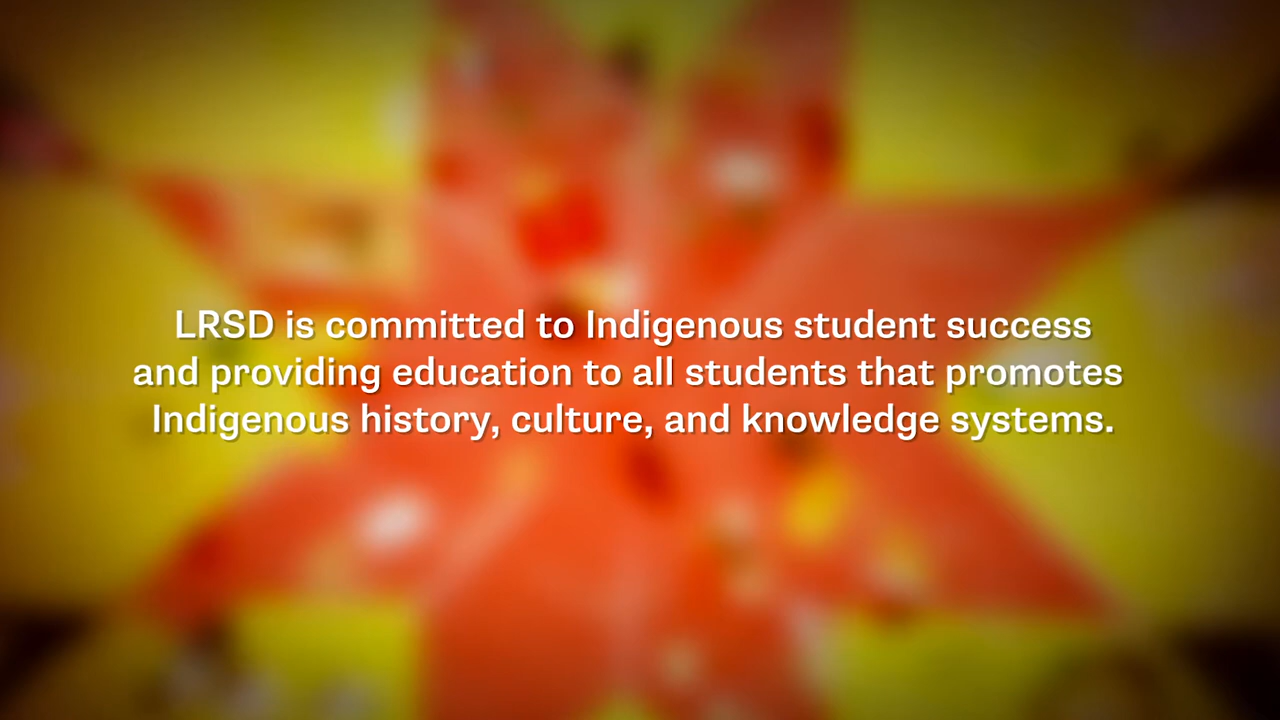 LRSD is committed to Indigenous student success
and providing education to all students that promotes
Indigenous history, culture, and knowledge systems.